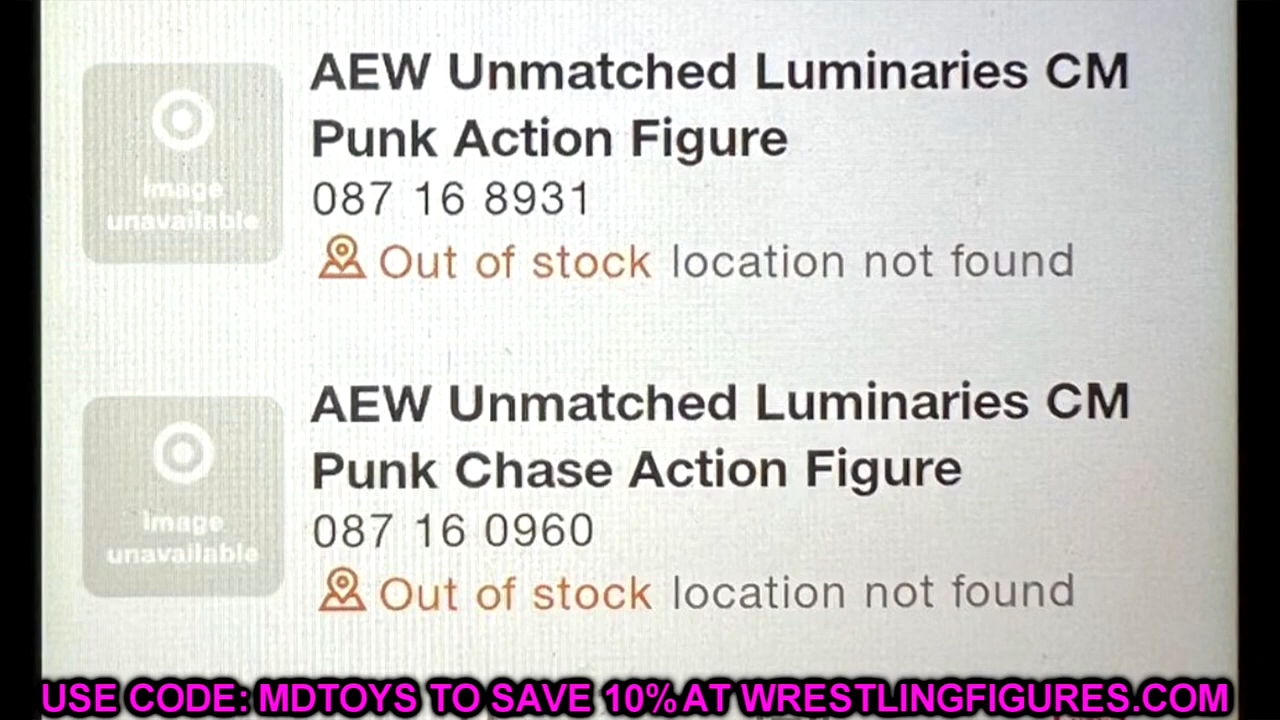 AEW Unmatched Luminaries CM
Punk Action Figure
087 16 8931
Out of stock location not found
Image
unavailable
AEW Unmatched Luminaries CM
Punk Chase Action Figure
087 16 0960
Out of stock location not found
Image
unavailable
USE CODE: MDTOYS TO SAVE 10% AT WRESTLINGFIGURES.COM